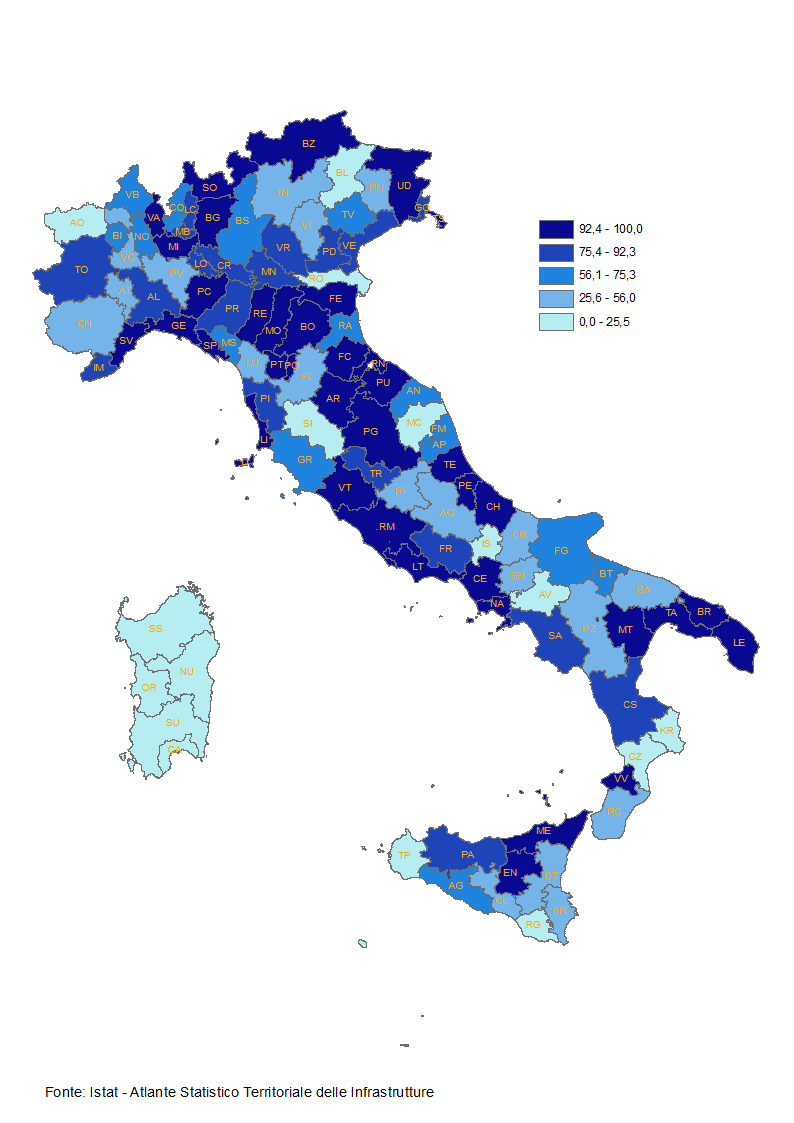 BZ
BL
SO
TN
PN
UD
VB
CO
LC
BG
BS
VI
TV
GO
TS
AO
VA
MB
BI
NO
MI
VR
PD
VE
VC
LO
CR
TO
PV
MN
RO
AT
AL
PC
PR
RE
FE
CN
GE
MO
BO
RA
SV
SP
MS
IM
LU
PT
PO
FC
RN
FI
PU
PI
AR
AN
SI
MC
FM
LI
PG
AP
GR
TR
TE
VT
RI
PE
AQ
CH
RM
FR
IS
CB
FG
LT
CE
BN
BT
BA
AV
NA
SA
PZ
MT
TA
BR
LE
SS
NU
OR
SU
CA
CS
KR
CZ
VV
RC
ME
TP
PA
EN
CT
AG
CL
SR
RG
92,4 - 100,0
75,4 - 92,3
56,1 - 75,3
25,6 - 56,0
0,0 - 25,5
Fonte: Istat - Atlante Statistico Territoriale delle Infrastrutture